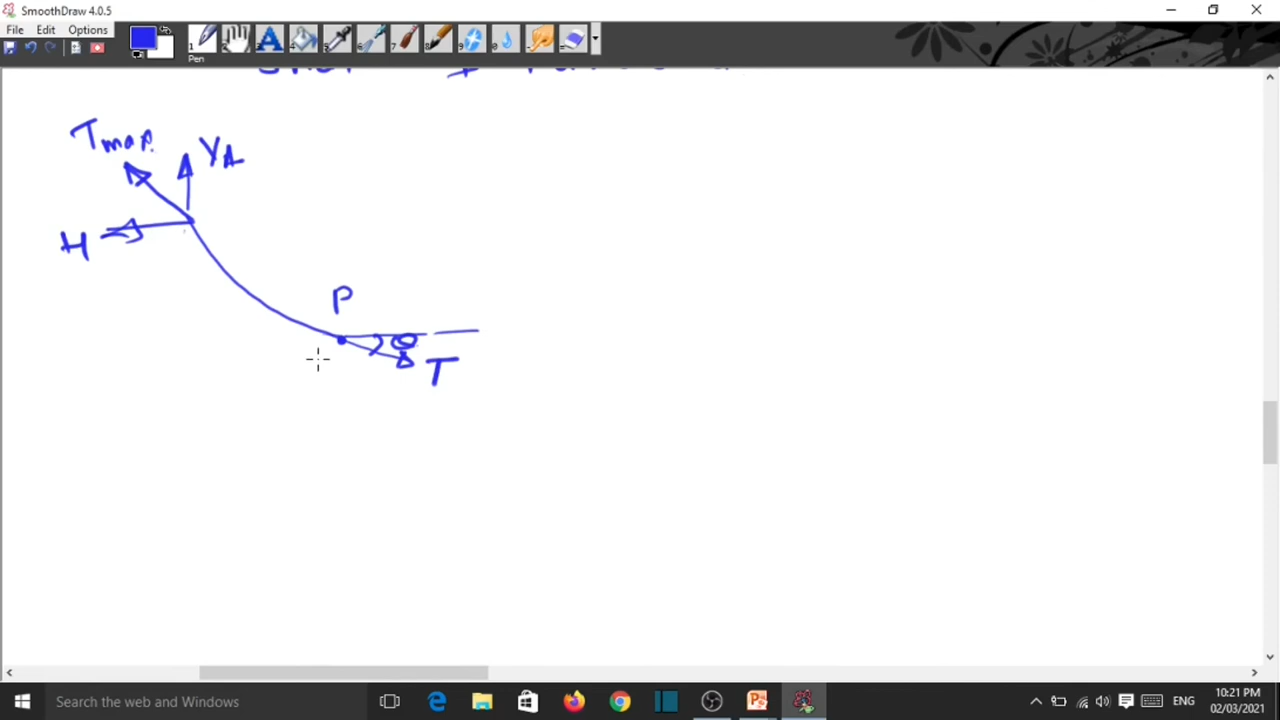 SmoothDraw 4.0.5
File Edit Options
Pen
Tmax.
VA
H
P
θ
T
Search the web and Windows
ENG
10:21 PM
02/03/2021